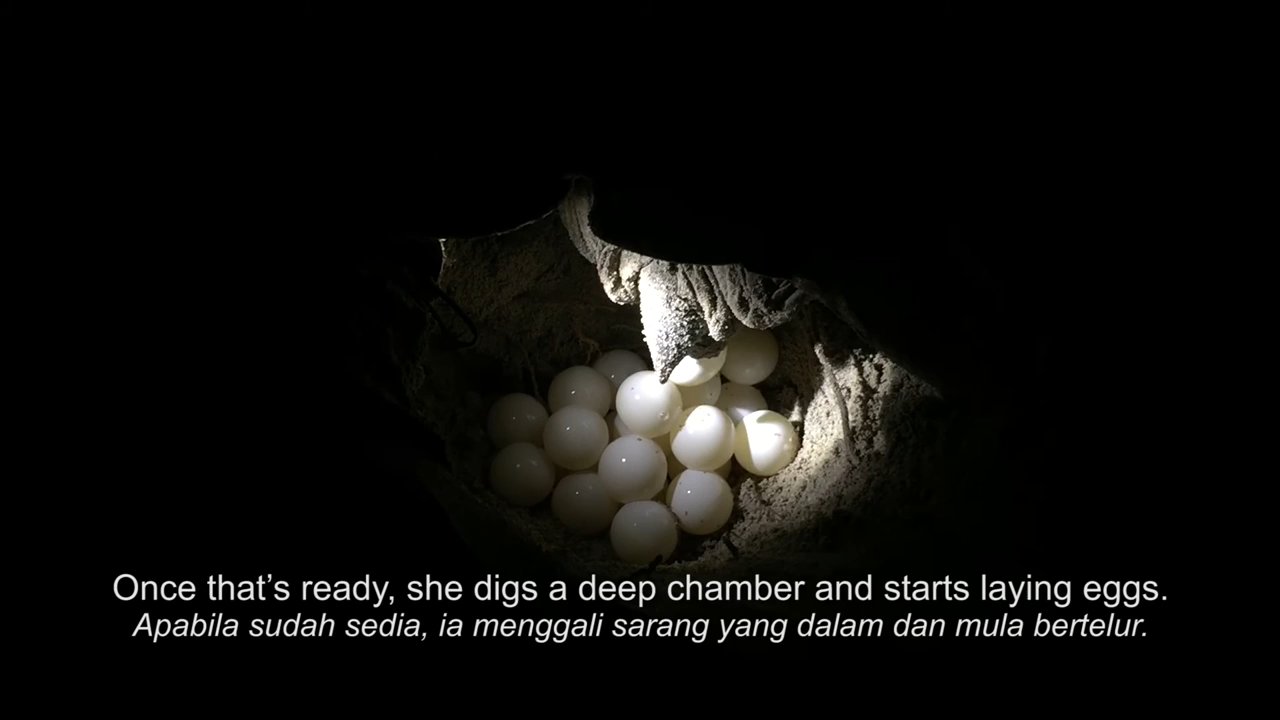 Once that’s ready, she digs a deep chamber and starts laying eggs.
Apabila sudah sedia, ia menggali sarang yang dalam dan mula bertelur.